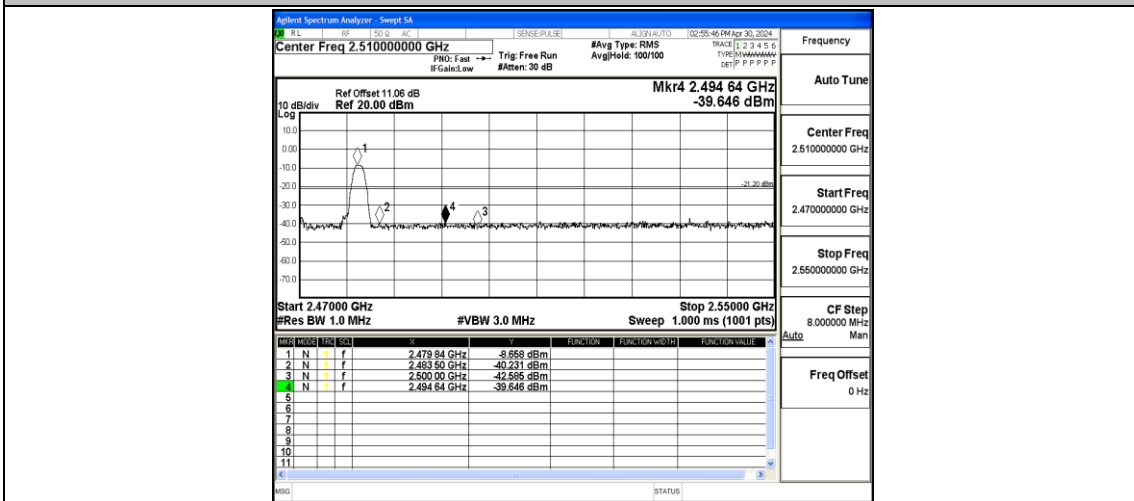 Agilent Spectrum Analyzer - Swept SA
RL RF 50 Ω AC SENSE:PULSE ALIGN AUTO 02:55:46 PM Apr 30, 2024
Center Freq 2.510000000 GHz #Avg Type: RMS TRACE 1 2 3 4 5 6 Frequency
PNO: Fast Trig: Free Run Avg|Hold: 100/100 TYPE MWWWWW
IFGain:Low #Atten: 30 dB DET P P P P P P
Auto Tune
Mkr4 2.494 64 GHz
Ref Offset 11.06 dB
10 dB/div Ref 20.00 dBm -39.646 dBm
Log
10.0
0.00
-10.0
-20.0
-30.0
-40.0
-50.0
-60.0
-70.0
1
2
4
3
-21.20 dBm
Center Freq
2.510000000 GHz
Start Freq
2.470000000 GHz
Stop Freq
2.550000000 GHz
Start 2.47000 GHz Stop 2.55000 GHz
#Res BW 1.0 MHz #VBW 3.0 MHz Sweep 1.000 ms (1001 pts)
CF Step
8.000000 MHz
Auto Man
Freq Offset
0 Hz
MKR MODE TRC SCL X Y FUNCTION FUNCTION WIDTH FUNCTION VALUE
1 N 1 f 2.479 84 GHz -8.658 dBm
2 N 1 f 2.483 50 GHz -40.231 dBm
3 N 1 f 2.500 00 GHz -42.585 dBm
4 N 1 f 2.494 64 GHz -39.646 dBm
5
6
7
8
9
10
11
MSG STATUS